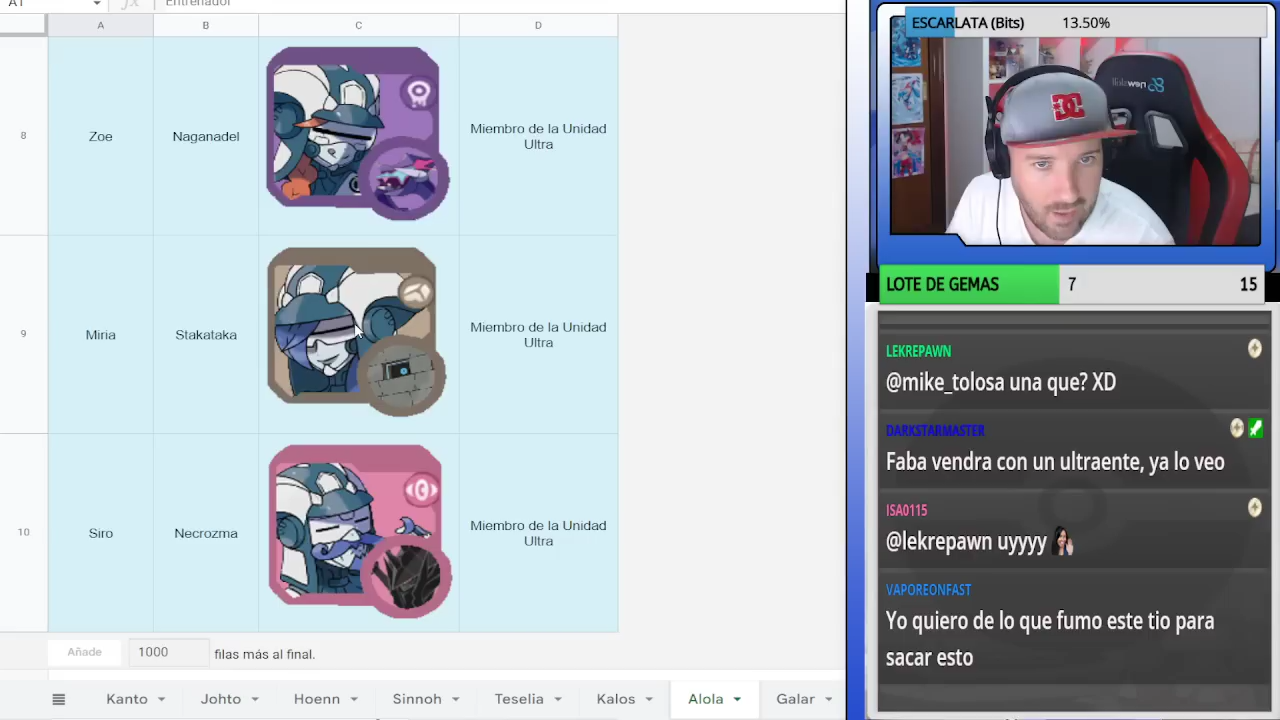 A1
fx
Entrenador
A
B
C
D
8
Zoe
Naganadel
Miembro de la Unidad
Ultra
9
Miria
Stakataka
Miembro de la Unidad
Ultra
10
Siro
Necrozma
Miembro de la Unidad
Ultra
Añade
1000
filas más al final.
Kanto
Johto
Hoenn
Sinnoh
Teselia
Kalos
Alola
Galar
ESCARLATA (Bits)
13.50%
newskill
DC
LOTE DE GEMAS
7
15
LEKREPAWN
@mike_tolosa una que? XD
DARKSTARMASTER
Faba vendra con un ultraente, ya lo veo
ISA0115
@lekrepawn uyyyy
VAPOREONFAST
Yo quiero de lo que fumo este tio para
sacar esto